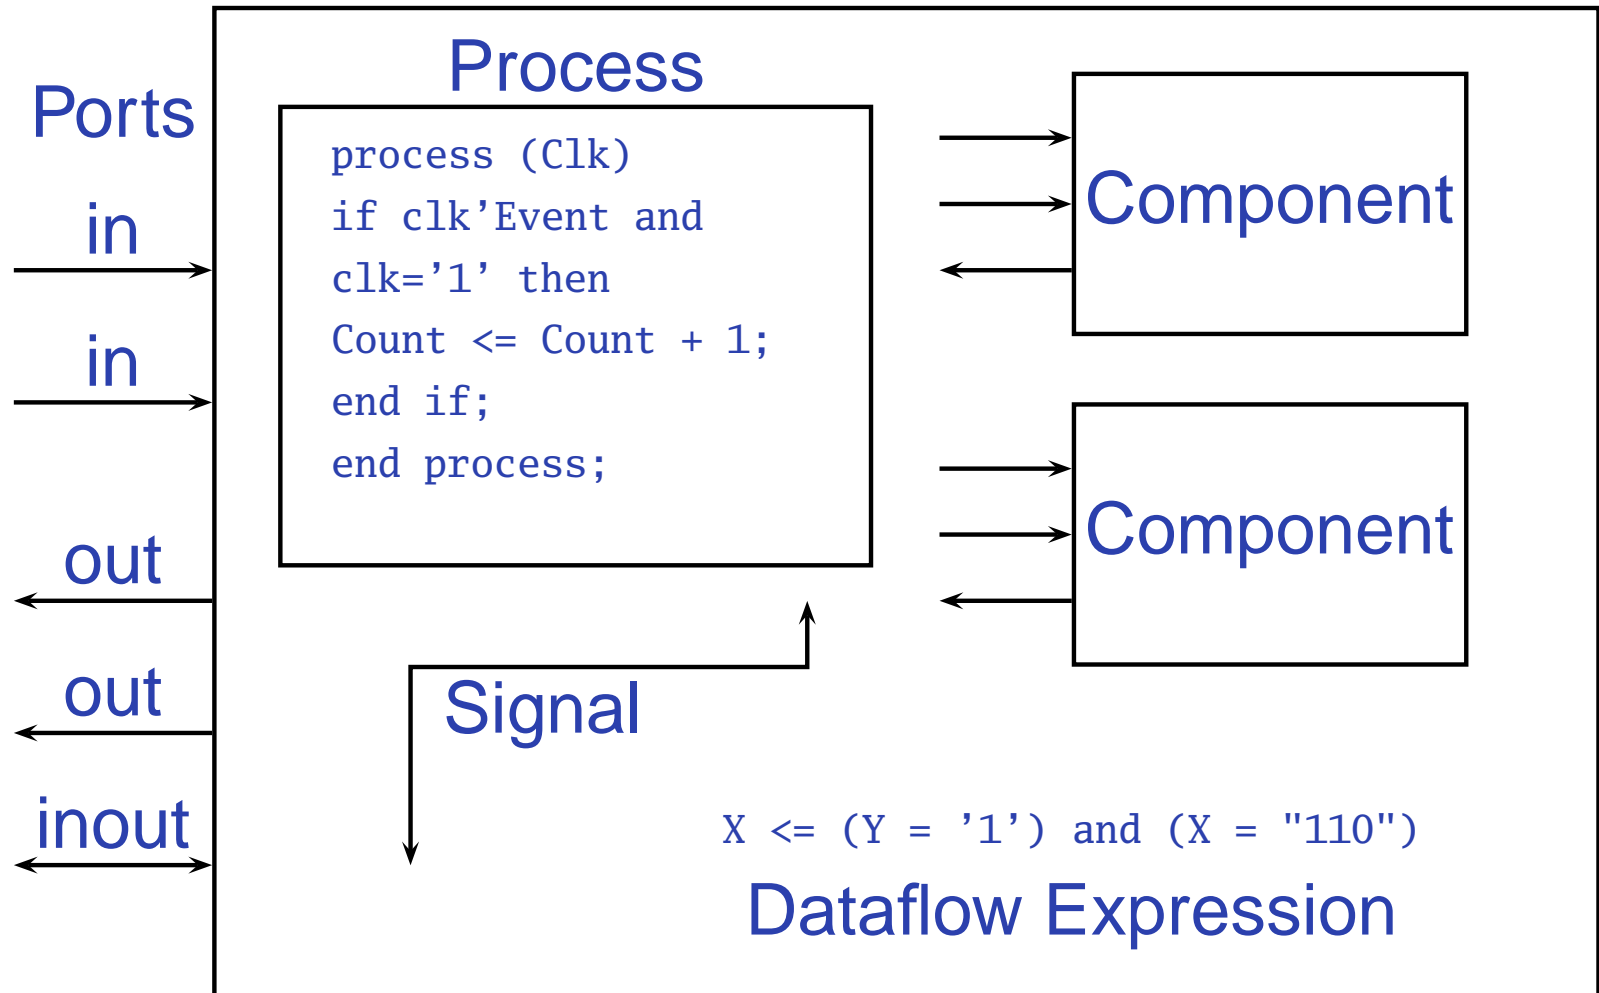 Process
Ports
process (Clk)
if clk'Event and
clk='1' then
Count <= Count + 1;
end if;
end process;
in
in
out
out
inout
Component
Component
Signal
X <= (Y = '1') and (X = "110")
Dataflow Expression